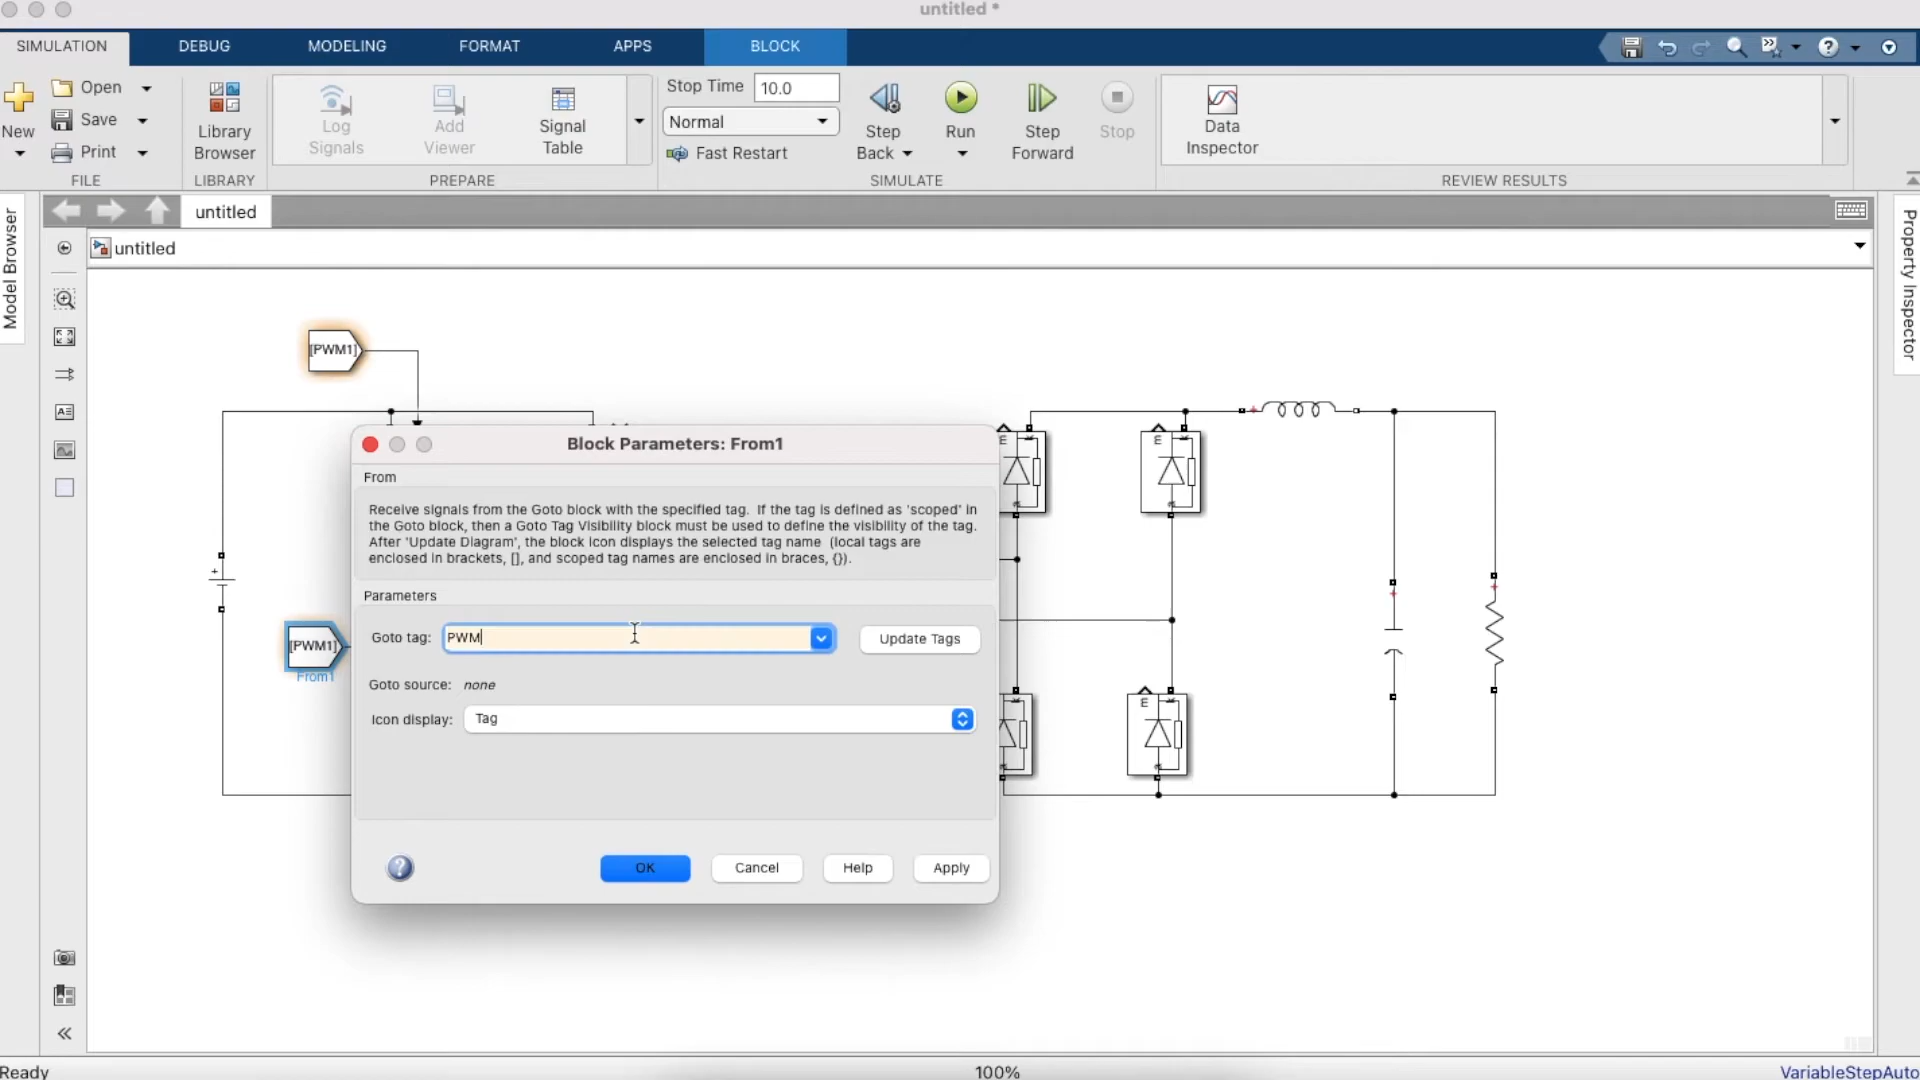 untitled *
SIMULATION
DEBUG
MODELING
FORMAT
APPS
BLOCK
New
Open
Save
Print
FILE
Library
Browser
LIBRARY
Log
Signals
Add
Viewer
Signal
Table
PREPARE
Stop Time
10.0
Normal
Fast Restart
Step
Back
Run
Step
Forward
Stop
SIMULATE
Data
Inspector
REVIEW RESULTS
Model Browser
untitled
untitled
Property Inspector
[PWM1]
[PWM1]
From1
Block Parameters: From1
From
Receive signals from the Goto block with the specified tag. If the tag is defined as 'scoped' in
the Goto block, then a Goto Tag Visibility block must be used to define the visibility of the tag.
After 'Update Diagram', the block icon displays the selected tag name (local tags are
enclosed in brackets, [], and scoped tag names are enclosed in braces, {}).
Parameters
Goto tag:
PWM
Update Tags
Goto source: none
Icon display:
Tag
OK
Cancel
Help
Apply
Ready
100%
VariableStepAuto